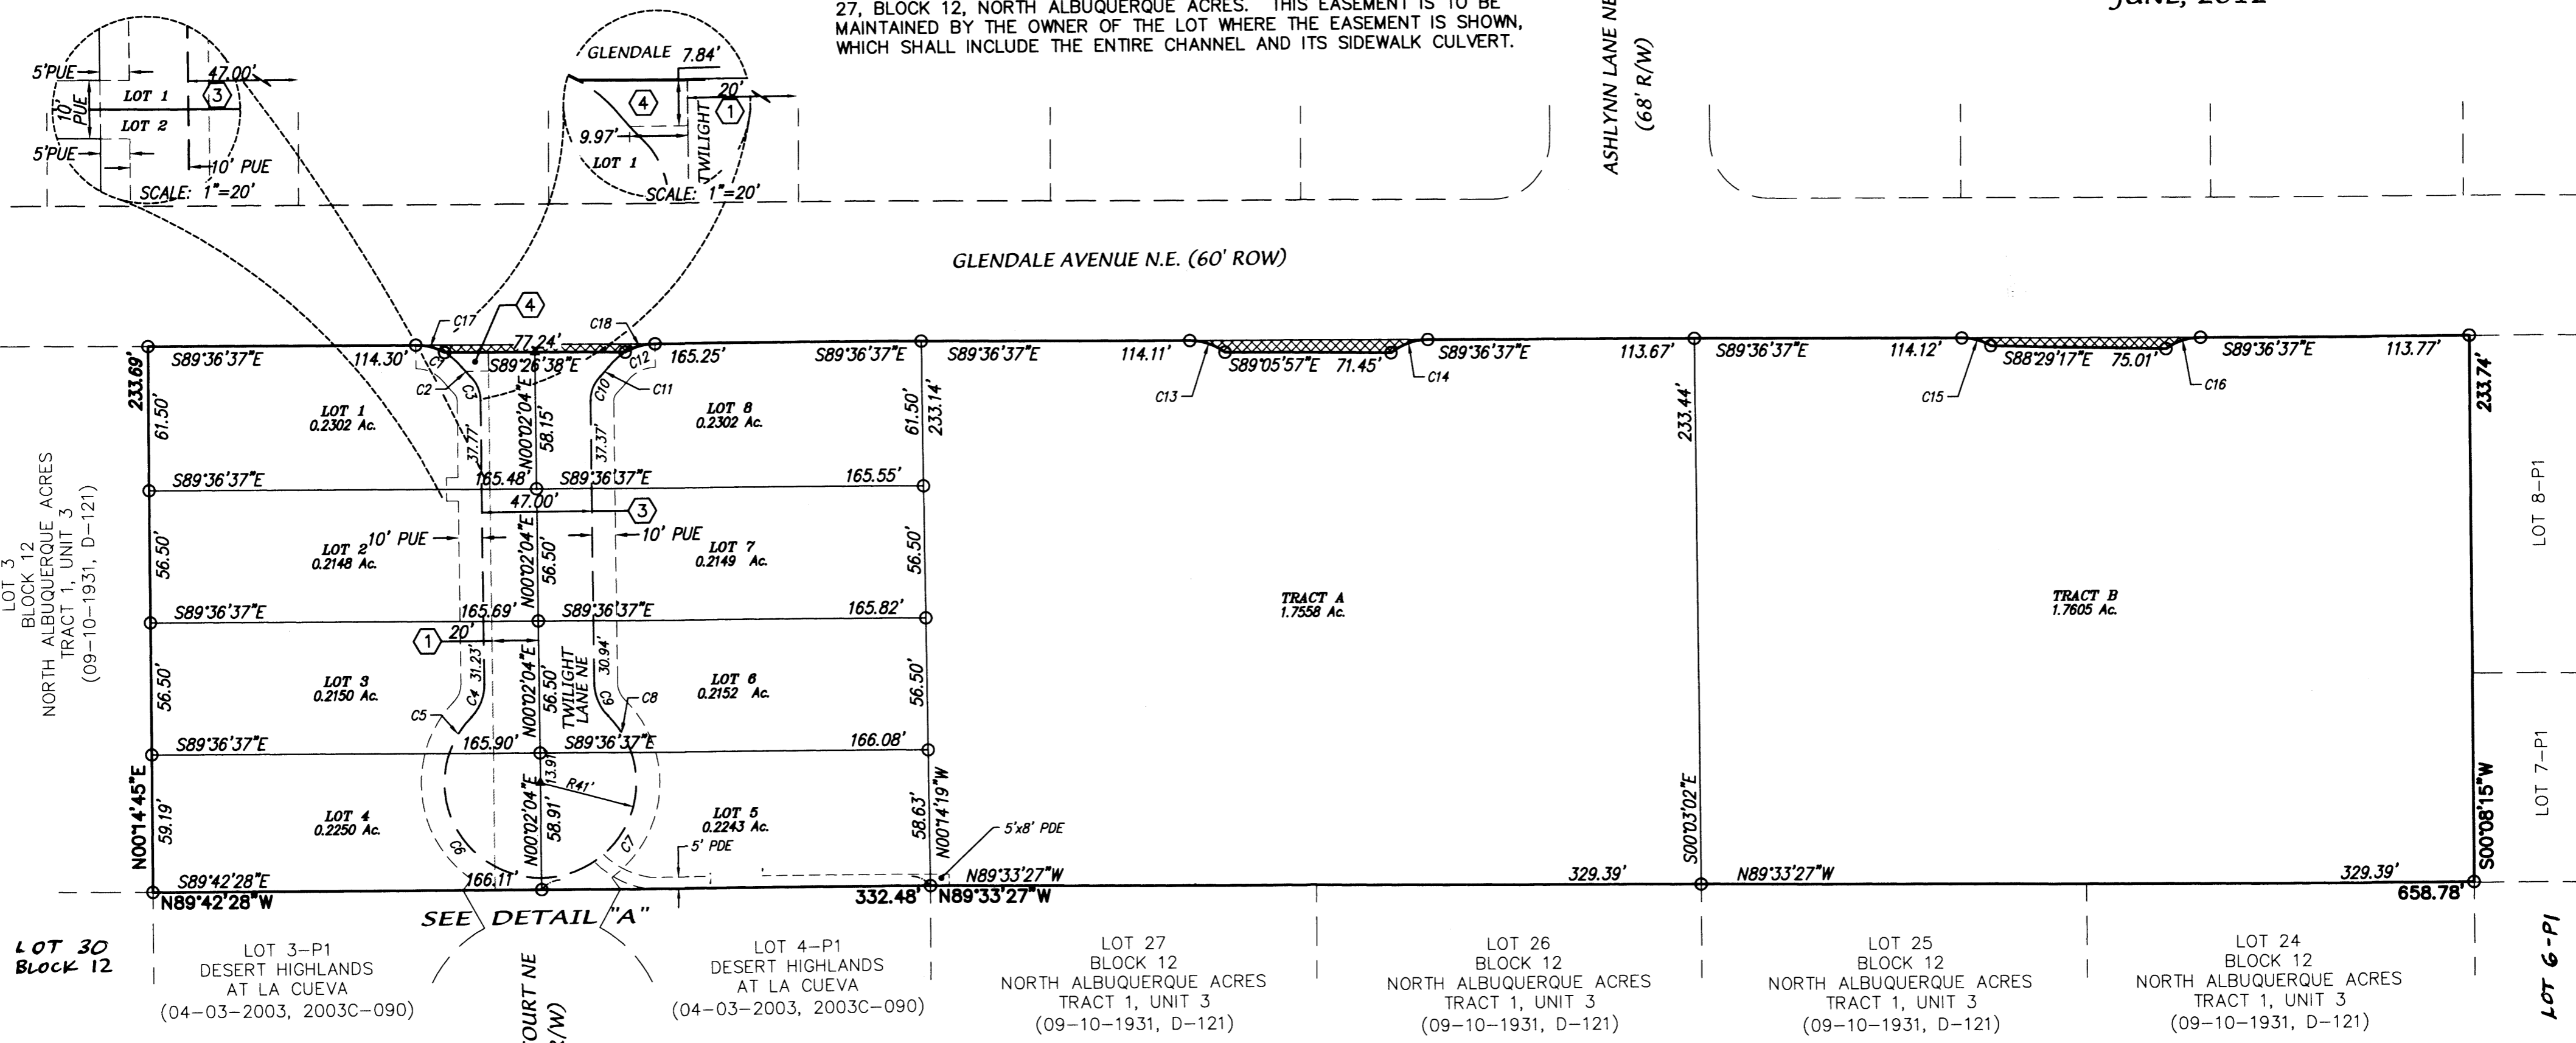 27, BLOCK 12, NORTH ALBUQUERQUE ACRES. THIS EASEMENT IS TO BE
MAINTAINED BY THE OWNER OF THE LOT WHERE THE EASEMENT IS SHOWN,
WHICH SHALL INCLUDE THE ENTIRE CHANNEL AND ITS SIDEWALK CULVERT.
JUNE, 2012
ASHLYNN LANE NE
(68' R/W)
5'PUE
47.00'
3
LOT 1
10'
PUE
LOT 2
5'PUE
10' PUE
SCALE: 1"=20'
GLENDALE 7.84'
20'
4
1
9.97'
LOT 1
TWILIGHT
SCALE: 1"=20'
GLENDALE AVENUE N.E. (60' ROW)
4
C17
77.24'
C18
S89°36'37"E
114.30'
C1
S89°26'38"E
C12
165.25'
S89°36'37"E
S89°36'37"E
114.11'
S89°05'57"E
71.45'
S89°36'37"E
113.67'
S89°36'37"E
114.12'
S88°29'17"E
75.01'
S89°36'37"E
113.77'
C2
C3
C10
C11
C13
C14
C15
C16
233.69'
61.50'
LOT 1
0.2302 Ac.
37.77'
N00°02'04"E
58.15'
37.37'
LOT 8
0.2302 Ac.
61.50'
233.14'
233.44'
233.74'
S89°36'37"E
165.48'
S89°36'37"E
165.55'
47.00'
3
56.50'
LOT 2
0.2148 Ac.
10' PUE
N00°02'04"E
56.50'
10' PUE
LOT 7
0.2149 Ac.
56.50'
S89°36'37"E
165.69'
S89°36'37"E
165.82'
1
20'
TRACT A
1.7558 Ac.
TRACT B
1.7605 Ac.
56.50'
LOT 3
0.2150 Ac.
31.23'
C4
C5
N00°02'04"E
56.50'
TWILIGHT
LANE NE
30.94'
C9
C8
LOT 6
0.2152 Ac.
56.50'
S89°36'37"E
165.90'
S89°36'37"E
166.08'
N00°14'45"E
59.19'
LOT 4
0.2250 Ac.
C6
N00°02'04"E
13.91'
58.91'
R41'
C7
LOT 5
0.2243 Ac.
5' PDE
58.63'
N00°14'19"W
5'x8' PDE
S00°03'02"E
S00°08'15"W
S89°42'28"E
166.11'
N89°33'27"W
329.39'
N89°33'27"W
329.39'
N89°42'28"W
332.48'
N89°33'27"W
658.78'
SEE DETAIL "A"
LOT 3
BLOCK 12
NORTH ALBUQUERQUE ACRES
TRACT 1, UNIT 3
(09-10-1931, D-121)
LOT 8-P1
LOT 7-P1
LOT 6-P1
LOT 30
BLOCK 12
LOT 3-P1
DESERT HIGHLANDS
AT LA CUEVA
(04-03-2003, 2003C-090)
COURT NE
R/W)
LOT 4-P1
DESERT HIGHLANDS
AT LA CUEVA
(04-03-2003, 2003C-090)
LOT 27
BLOCK 12
NORTH ALBUQUERQUE ACRES
TRACT 1, UNIT 3
(09-10-1931, D-121)
LOT 26
BLOCK 12
NORTH ALBUQUERQUE ACRES
TRACT 1, UNIT 3
(09-10-1931, D-121)
LOT 25
BLOCK 12
NORTH ALBUQUERQUE ACRES
TRACT 1, UNIT 3
(09-10-1931, D-121)
LOT 24
BLOCK 12
NORTH ALBUQUERQUE ACRES
TRACT 1, UNIT 3
(09-10-1931, D-121)